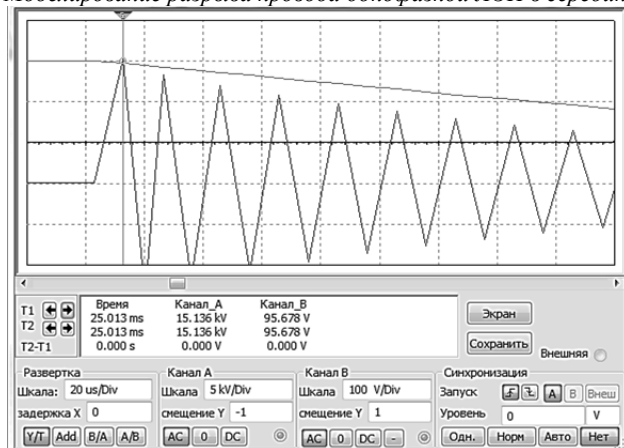 Моделирование разрыва провода однофазной ЛЭП в середин
Время Канал_A Канал_B
T1 25.013 ms 15.136 kV 95.678 V
T2 25.013 ms 15.136 kV 95.678 V
T2-T1 0.000 s 0.000 V 0.000 V
Экран
Сохранить
Внешняя
Развертка Канал A Канал B Синхронизация
Шкала: 20 us/Div Шкала 5 kV/Div Шкала 100 V/Div Запуск A B Внеш
задержка X 0 смещение Y -1 смещение Y 1 Уровень 0 V
Y/T Add B/A A/B AC 0 DC AC 0 DC - Одн. Норм Авто Нет